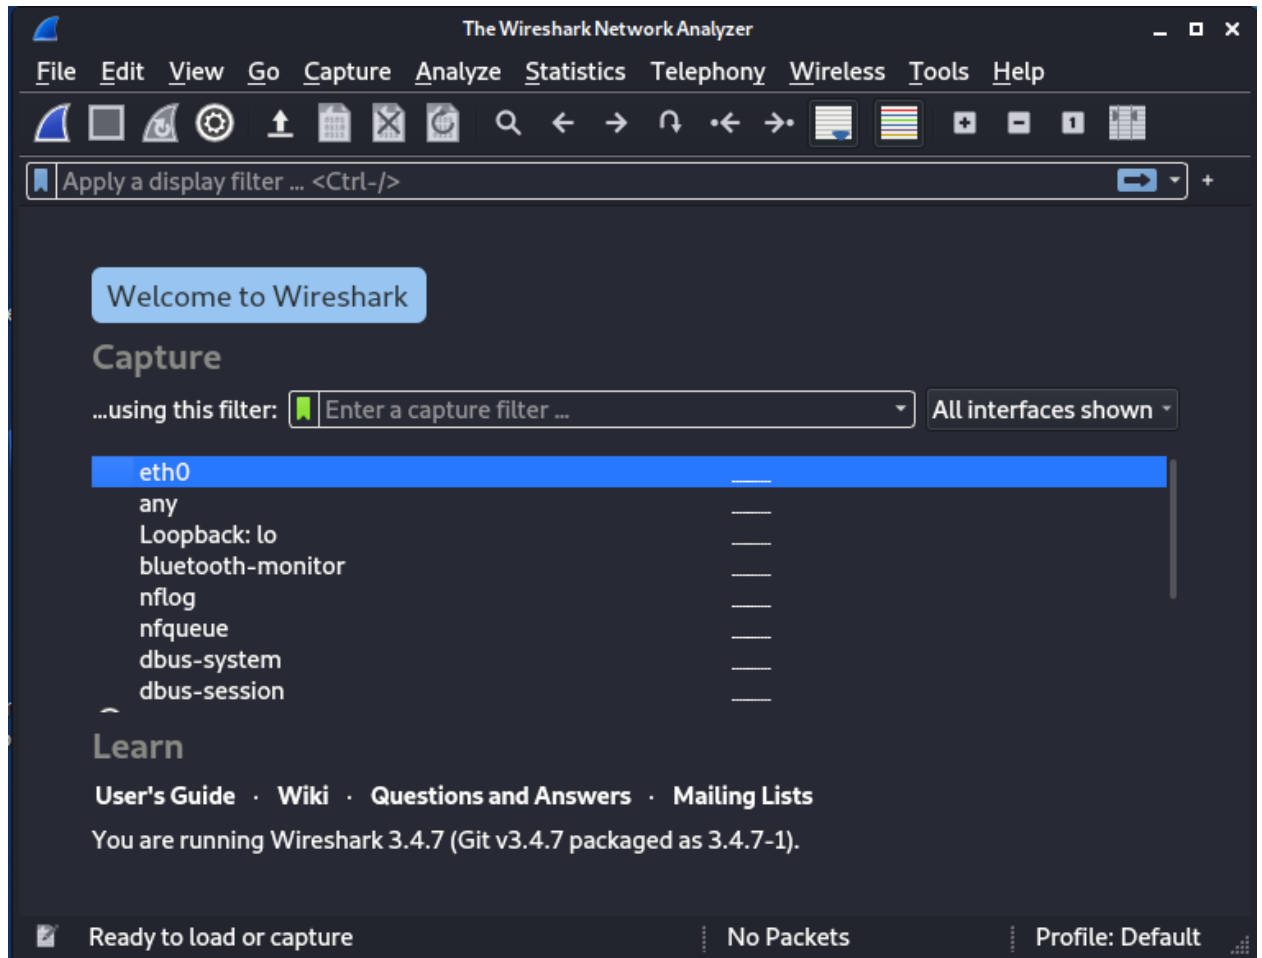 The Wireshark Network Analyzer
File Edit View Go Capture Analyze Statistics Telephony Wireless Tools Help
1
Apply a display filter ... <Ctrl-/> +
Welcome to Wireshark
Capture
...using this filter: Enter a capture filter ... All interfaces shown
eth0
any
Loopback: lo
bluetooth-monitor
nflog
nfqueue
dbus-system
dbus-session
Learn
User's Guide · Wiki · Questions and Answers · Mailing Lists
You are running Wireshark 3.4.7 (Git v3.4.7 packaged as 3.4.7-1).
Ready to load or capture No Packets Profile: Default